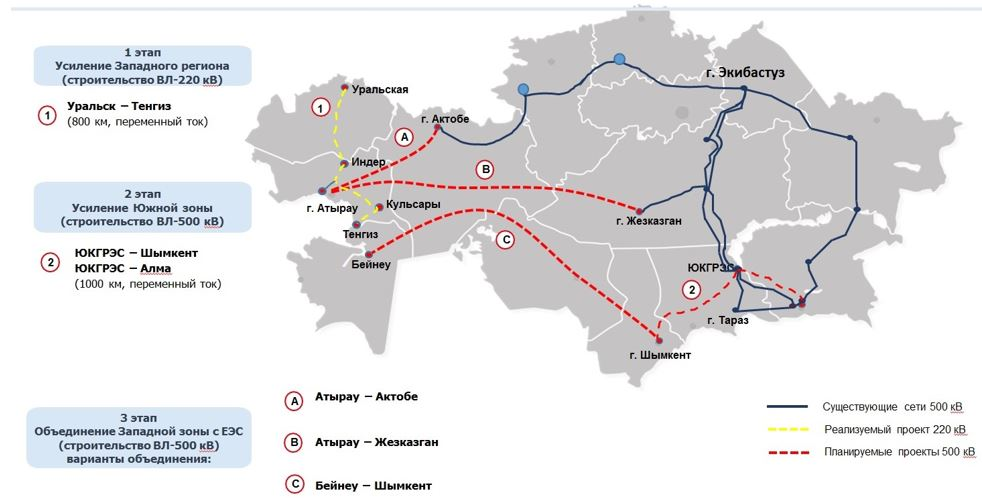 1 этап
Усиление Западного региона
(строительство ВЛ-220 кВ)
1
Уральск – Тенгиз
(800 км, переменный ток)
2 этап
Усиление Южной зоны
(строительство ВЛ-500 кВ)
2
ЮКГРЭС – Шымкент
ЮКГРЭС – Алма
(1000 км, переменный ток)
3 этап
Объединение Западной зоны с ЕЭС
(строительство ВЛ-500 кВ)
варианты объединения:
г. Экибастуз
Уральская
1
г. Актобе
A
Индер
B
г. Атырау
Кульсары
г. Жезказган
Тенгиз
C
Бейнеу
ЮКГРЭС
2
г. Тараз
г. Шымкент
A
Атырау – Актобе
B
Атырау – Жезказган
C
Бейнеу – Шымкент
Существующие сети 500 кВ
Реализуемый проект 220 кВ
Планируемые проекты 500 кВ